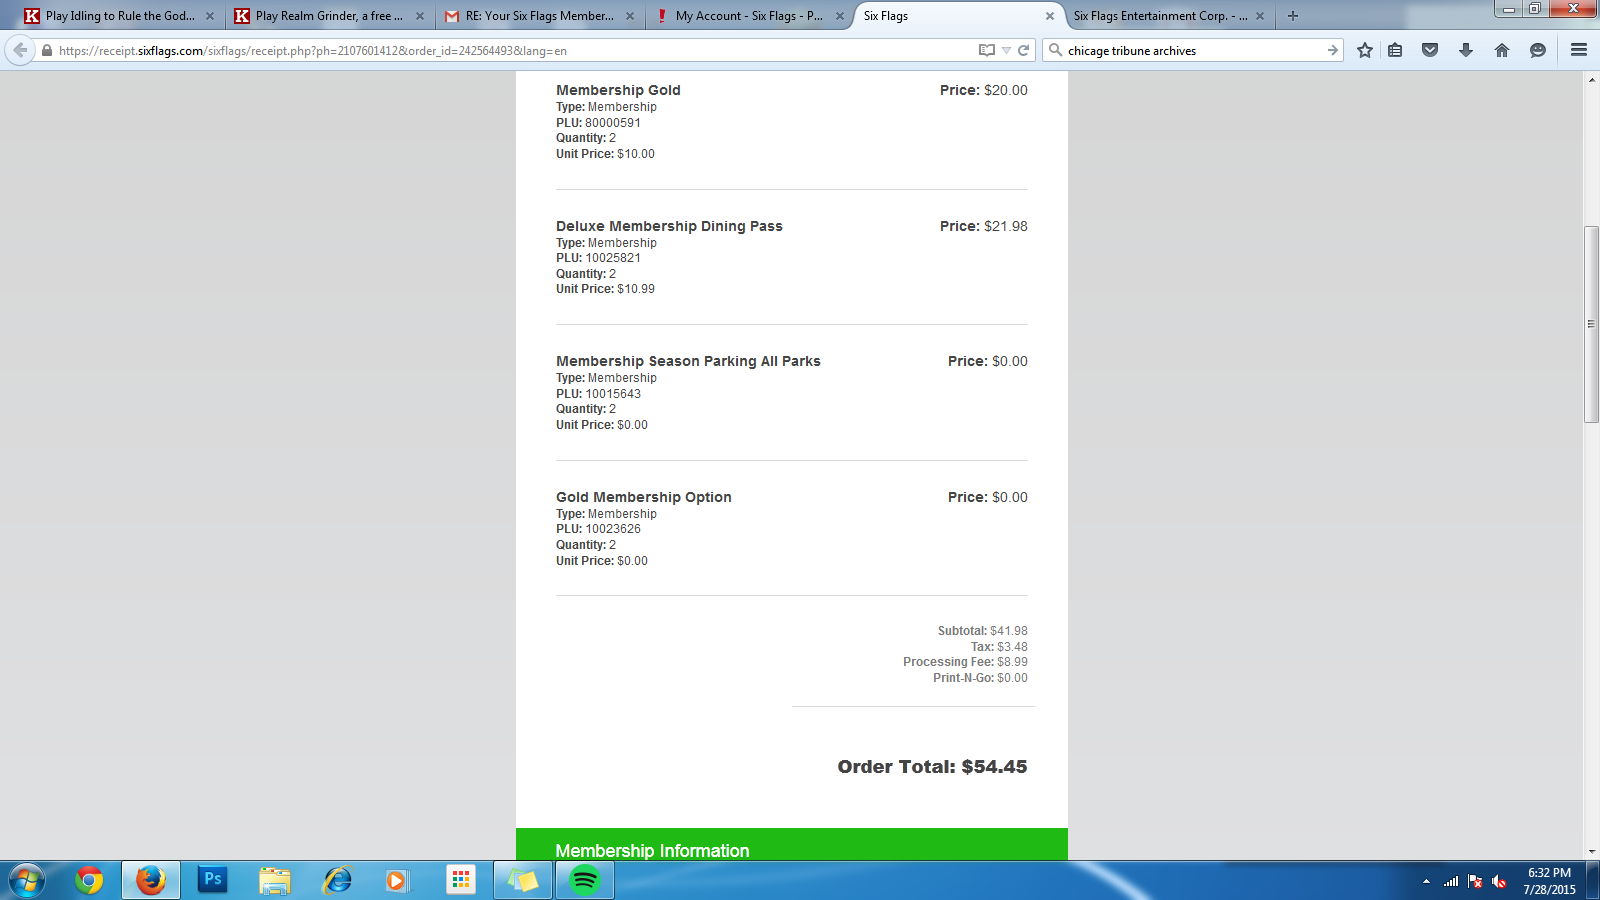 Play Idling to Rule the God...
Play Realm Grinder, a free ...
RE: Your Six Flags Member...
My Account - Six Flags - P...
Six Flags
Six Flags Entertainment Corp. - ...
https://receipt.sixflags.com/sixflags/receipt.php?ph=2107601412&order_id=242564493&lang=en
chicage tribune archives
Membership Gold Price: $20.00
Type: Membership
PLU: 80000591
Quantity: 2
Unit Price: $10.00
Deluxe Membership Dining Pass Price: $21.98
Type: Membership
PLU: 10025821
Quantity: 2
Unit Price: $10.99
Membership Season Parking All Parks Price: $0.00
Type: Membership
PLU: 10015643
Quantity: 2
Unit Price: $0.00
Gold Membership Option Price: $0.00
Type: Membership
PLU: 10023626
Quantity: 2
Unit Price: $0.00
Subtotal: $41.98
Tax: $3.48
Processing Fee: $8.99
Print-N-Go: $0.00
Order Total: $54.45
Membership Information
Ps
6:32 PM
7/28/2015